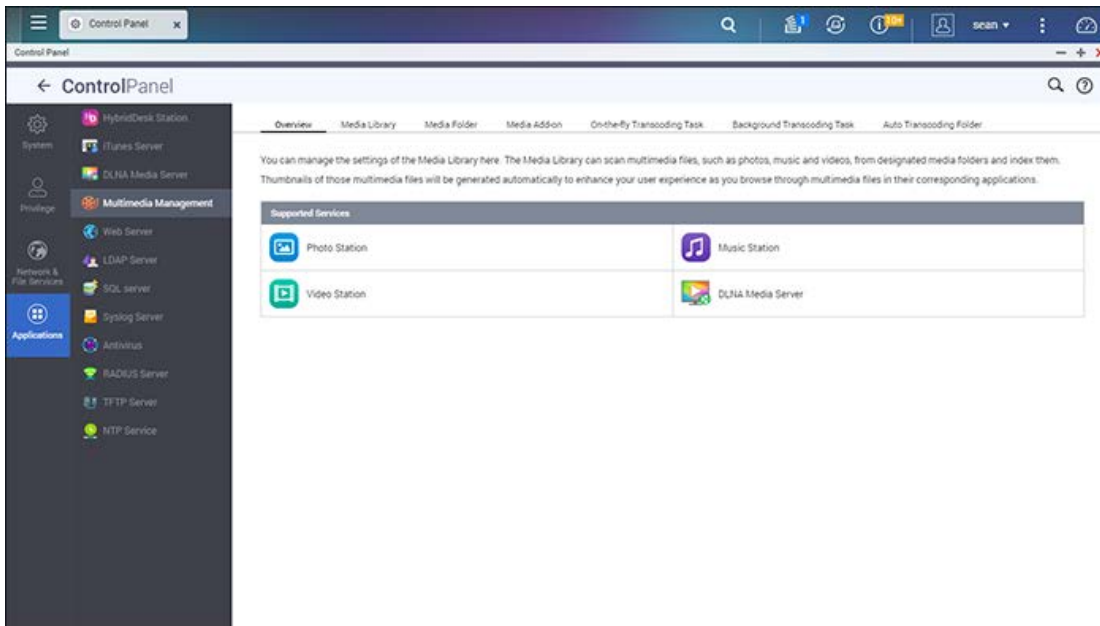 Control Panel
1
10+
sean
Control Panel
ControlPanel
System
Privilege
Network &
File Services
Applications
HybridDesk Station
iTunes Server
DLNA Media Server
Multimedia Management
Web Server
LDAP Server
SQL server
Syslog Server
Antivirus
RADIUS Server
TFTP Server
NTP Service
Overview Media Library Media Folder Media Add-on On-the-fly Transcoding Task Background Transcoding Task Auto Transcoding Folder
You can manage the settings of the Media Library here. The Media Library can scan multimedia files, such as photos, music and videos, from designated media folders and index them.
Thumbnails of those multimedia files will be generated automatically to enhance your user experience as you browse through multimedia files in their corresponding applications.
Supported Services
Photo Station Music Station
Video Station DLNA Media Server